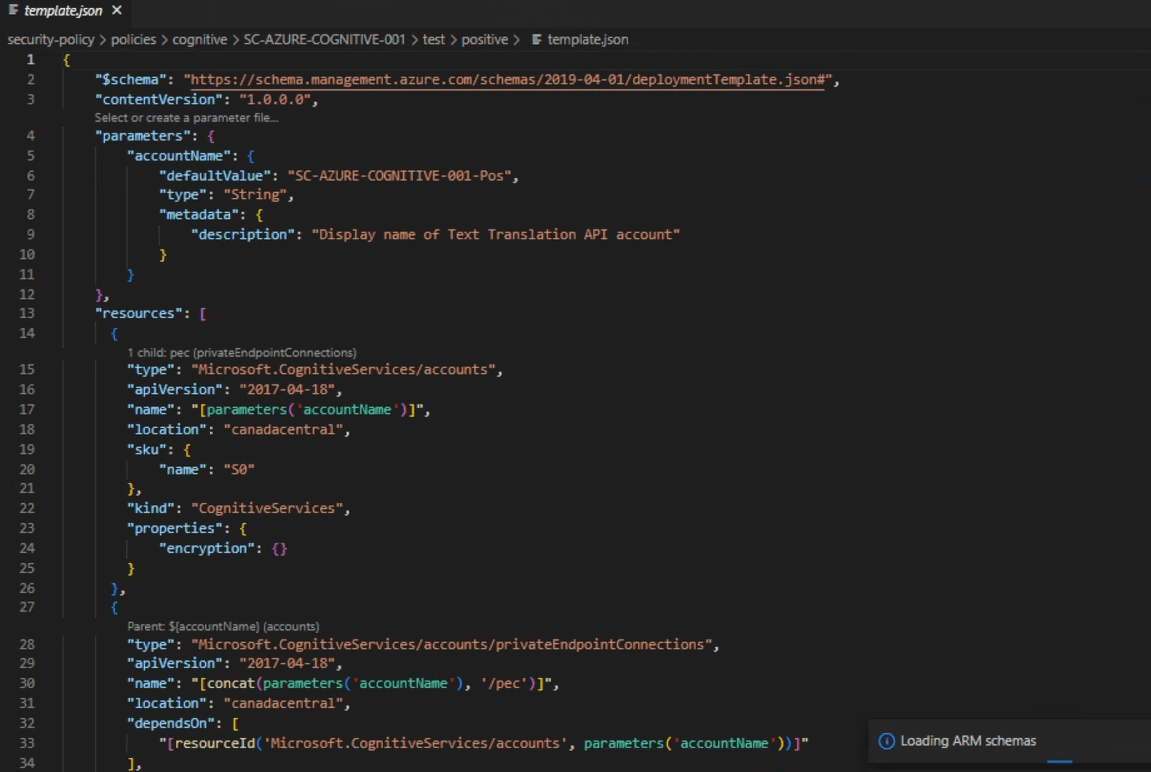 template.json ×
security-policy > policies > cognitive > SC-AZURE-COGNITIVE-001 > test > positive > template.json
1 {
2 "$schema": "https://schema.management.azure.com/schemas/2019-04-01/deploymentTemplate.json#",
3 "contentVersion": "1.0.0.0",
Select or create a parameter file...
4 "parameters": {
5 "accountName": {
6 "defaultValue": "SC-AZURE-COGNITIVE-001-Pos",
7 "type": "String",
8 "metadata": {
9 "description": "Display name of Text Translation API account"
10 }
11 }
12 },
13 "resources": [
14 {
1 child: pec (privateEndpointConnections)
15 "type": "Microsoft.CognitiveServices/accounts",
16 "apiVersion": "2017-04-18",
17 "name": "[parameters('accountName')]",
18 "location": "canadacentral",
19 "sku": {
20 "name": "S0"
21 },
22 "kind": "CognitiveServices",
23 "properties": {
24 "encryption": {}
25 }
26 },
27 {
Parent: ${accountName} (accounts)
28 "type": "Microsoft.CognitiveServices/accounts/privateEndpointConnections",
29 "apiVersion": "2017-04-18",
30 "name": "[concat(parameters('accountName'), '/pec')]",
31 "location": "canadacentral",
32 "dependsOn": [
33 "[resourceId('Microsoft.CognitiveServices/accounts', parameters('accountName'))]"
34 ],
Loading ARM schemas